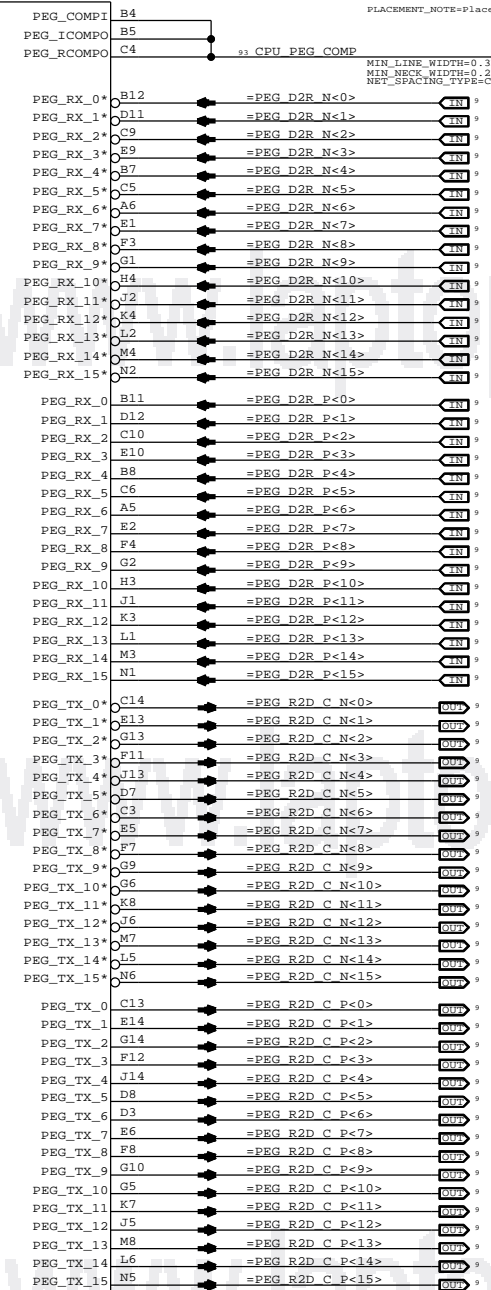 PLACEMENT_NOTE=Place
PEG_COMPI B4
PEG_ICOMPO B5
PEG_RCOMPO C4 93 CPU_PEG_COMP
MIN_LINE_WIDTH=0.3
MIN_NECK_WIDTH=0.2
NET_SPACING_TYPE=C
PEG_RX_0* B12 =PEG_D2R_N<0> IN 9
PEG_RX_1* D11 =PEG_D2R_N<1> IN 9
PEG_RX_2* C9 =PEG_D2R_N<2> IN 9
PEG_RX_3* E9 =PEG_D2R_N<3> IN 9
PEG_RX_4* B7 =PEG_D2R_N<4> IN 9
PEG_RX_5* C5 =PEG_D2R_N<5> IN 9
PEG_RX_6* A6 =PEG_D2R_N<6> IN 9
PEG_RX_7* E1 =PEG_D2R_N<7> IN 9
PEG_RX_8* F3 =PEG_D2R_N<8> IN 9
PEG_RX_9* G1 =PEG_D2R_N<9> IN 9
PEG_RX_10* H4 =PEG_D2R_N<10> IN 9
PEG_RX_11* J2 =PEG_D2R_N<11> IN 9
PEG_RX_12* K4 =PEG_D2R_N<12> IN 9
PEG_RX_13* L2 =PEG_D2R_N<13> IN 9
PEG_RX_14* M4 =PEG_D2R_N<14> IN 9
PEG_RX_15* N2 =PEG_D2R_N<15> IN 9
PEG_RX_0 B11 =PEG_D2R_P<0> IN 9
PEG_RX_1 D12 =PEG_D2R_P<1> IN 9
PEG_RX_2 C10 =PEG_D2R_P<2> IN 9
PEG_RX_3 E10 =PEG_D2R_P<3> IN 9
PEG_RX_4 B8 =PEG_D2R_P<4> IN 9
PEG_RX_5 C6 =PEG_D2R_P<5> IN 9
PEG_RX_6 A5 =PEG_D2R_P<6> IN 9
PEG_RX_7 E2 =PEG_D2R_P<7> IN 9
PEG_RX_8 F4 =PEG_D2R_P<8> IN 9
PEG_RX_9 G2 =PEG_D2R_P<9> IN 9
PEG_RX_10 H3 =PEG_D2R_P<10> IN 9
PEG_RX_11 J1 =PEG_D2R_P<11> IN 9
PEG_RX_12 K3 =PEG_D2R_P<12> IN 9
PEG_RX_13 L1 =PEG_D2R_P<13> IN 9
PEG_RX_14 M3 =PEG_D2R_P<14> IN 9
PEG_RX_15 N1 =PEG_D2R_P<15> IN 9
PEG_TX_0* C14 =PEG_R2D_C_N<0> OUT 9
PEG_TX_1* E13 =PEG_R2D_C_N<1> OUT 9
PEG_TX_2* G13 =PEG_R2D_C_N<2> OUT 9
PEG_TX_3* F11 =PEG_R2D_C_N<3> OUT 9
PEG_TX_4* J13 =PEG_R2D_C_N<4> OUT 9
PEG_TX_5* D7 =PEG_R2D_C_N<5> OUT 9
PEG_TX_6* C3 =PEG_R2D_C_N<6> OUT 9
PEG_TX_7* E5 =PEG_R2D_C_N<7> OUT 9
PEG_TX_8* F7 =PEG_R2D_C_N<8> OUT 9
PEG_TX_9* G9 =PEG_R2D_C_N<9> OUT 9
PEG_TX_10* G6 =PEG_R2D_C_N<10> OUT 9
PEG_TX_11* K8 =PEG_R2D_C_N<11> OUT 9
PEG_TX_12* J6 =PEG_R2D_C_N<12> OUT 9
PEG_TX_13* M7 =PEG_R2D_C_N<13> OUT 9
PEG_TX_14* L5 =PEG_R2D_C_N<14> OUT 9
PEG_TX_15* N6 =PEG_R2D_C_N<15> OUT 9
PEG_TX_0 C13 =PEG_R2D_C_P<0> OUT 9
PEG_TX_1 E14 =PEG_R2D_C_P<1> OUT 9
PEG_TX_2 G14 =PEG_R2D_C_P<2> OUT 9
PEG_TX_3 F12 =PEG_R2D_C_P<3> OUT 9
PEG_TX_4 J14 =PEG_R2D_C_P<4> OUT 9
PEG_TX_5 D8 =PEG_R2D_C_P<5> OUT 9
PEG_TX_6 D3 =PEG_R2D_C_P<6> OUT 9
PEG_TX_7 E6 =PEG_R2D_C_P<7> OUT 9
PEG_TX_8 F8 =PEG_R2D_C_P<8> OUT 9
PEG_TX_9 G10 =PEG_R2D_C_P<9> OUT 9
PEG_TX_10 G5 =PEG_R2D_C_P<10> OUT 9
PEG_TX_11 K7 =PEG_R2D_C_P<11> OUT 9
PEG_TX_12 J5 =PEG_R2D_C_P<12> OUT 9
PEG_TX_13 M8 =PEG_R2D_C_P<13> OUT 9
PEG_TX_14 L6 =PEG_R2D_C_P<14> OUT 9
PEG_TX_15 N5 =PEG_R2D_C_P<15> OUT 9